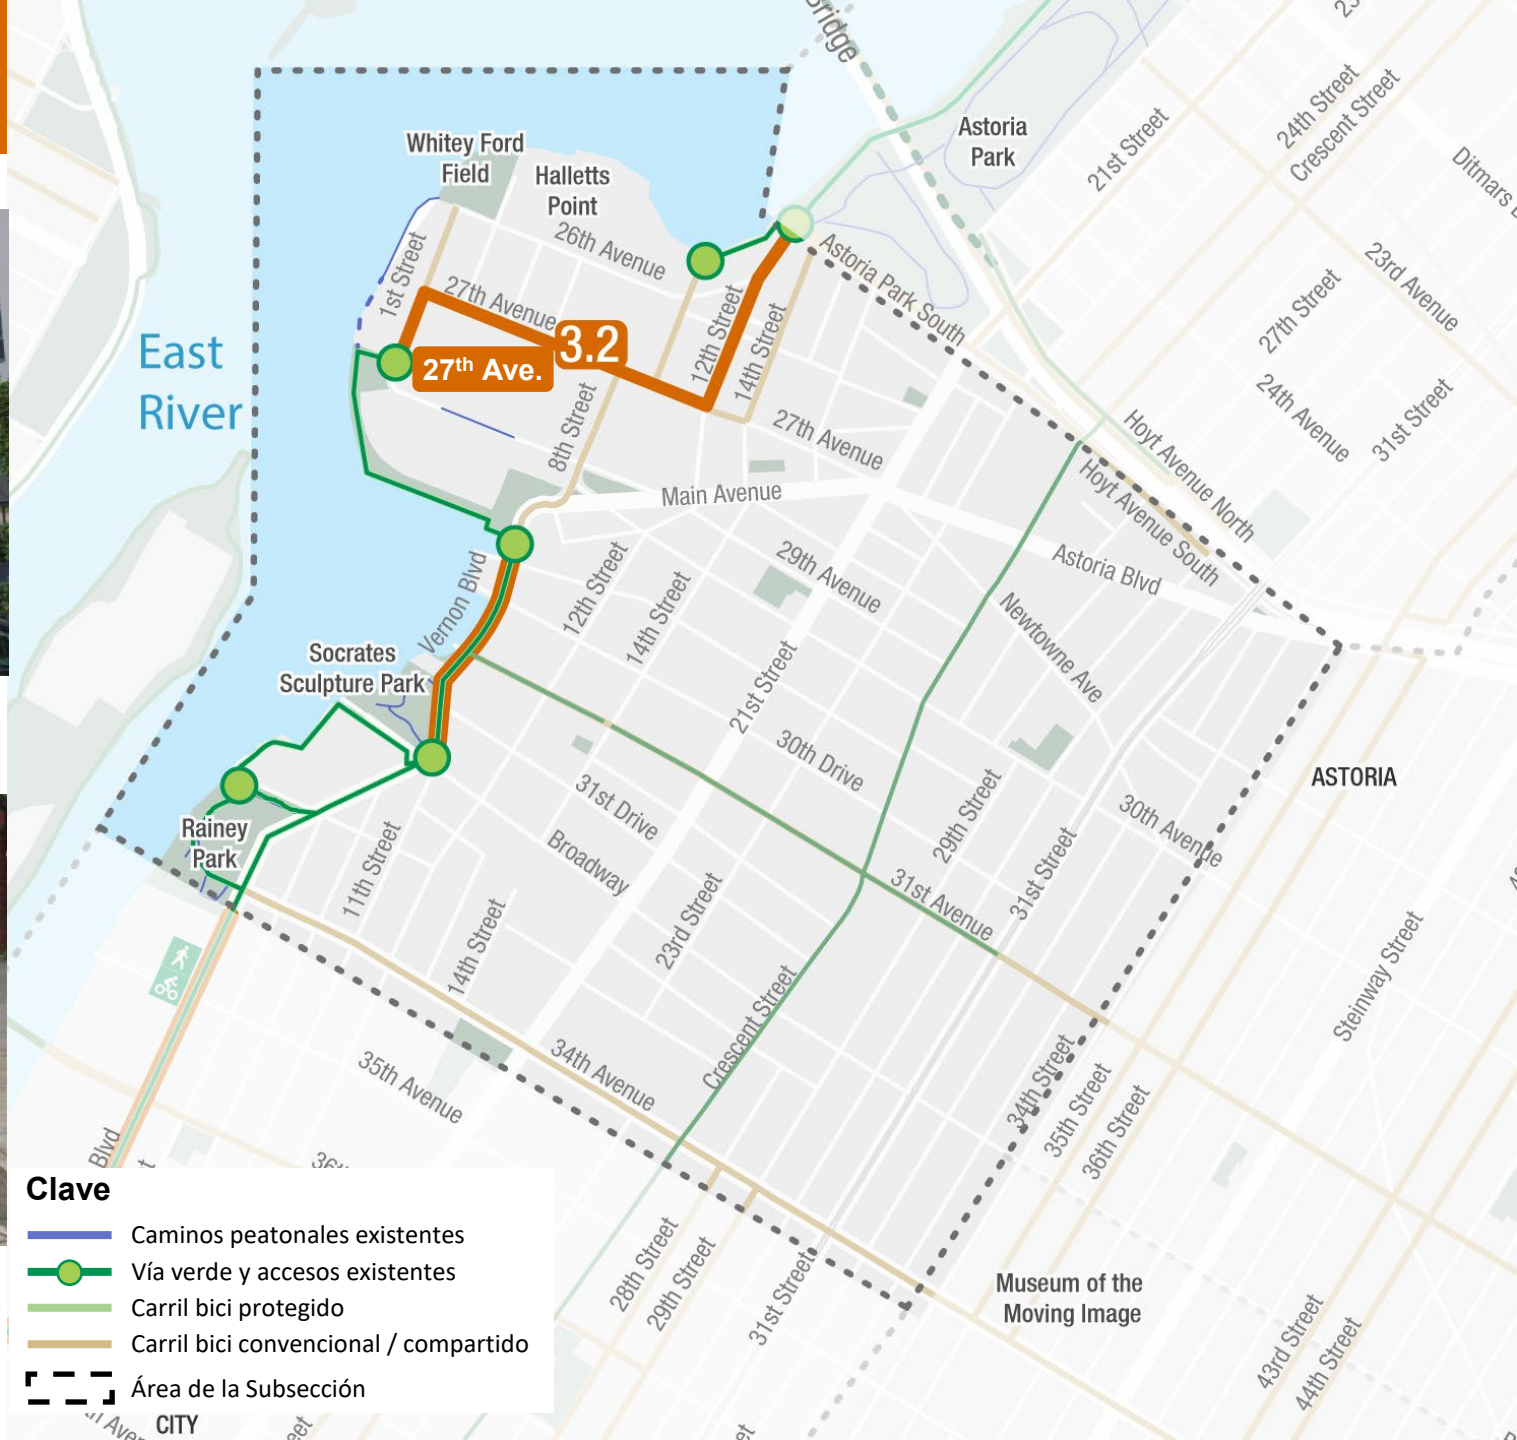 Bridge
23
24th Street
Crescent Street
21st Street
Astoria
Park
Ditmars
Whitey Ford
Field
Halletts
Point
26th Avenue
1st Street
27th Avenue
Astoria Park South
12th Street
14th Street
23rd Avenue
27th Street
24th Avenue
31st Street
East
River
3.2
27th Ave.
8th Street
27th Avenue
Hoyt Avenue North
Hoyt Avenue South
Main Avenue
Astoria Blvd
29th Avenue
12th Street
14th Street
Vernon Blvd
Newtowne Ave
Socrates
Sculpture Park
21st Street
30th Drive
31st Drive
Broadway
29th Street
30th Avenue
ASTORIA
31st Street
Rainey
Park
11th Street
14th Street
23rd Street
31st Avenue
Steinway Street
Crescent Street
34th Avenue
35th Avenue
34th Street
35th Street
36th Street
Blvd
36t
28th Street
29th Street
31st Street
Museum of the
Moving Image
43rd Street
44th Street
Clave
Caminos peatonales existentes
Vía verde y accesos existentes
Carril bici protegido
Carril bici convencional / compartido
Área de la Subsección
CITY
eet
et